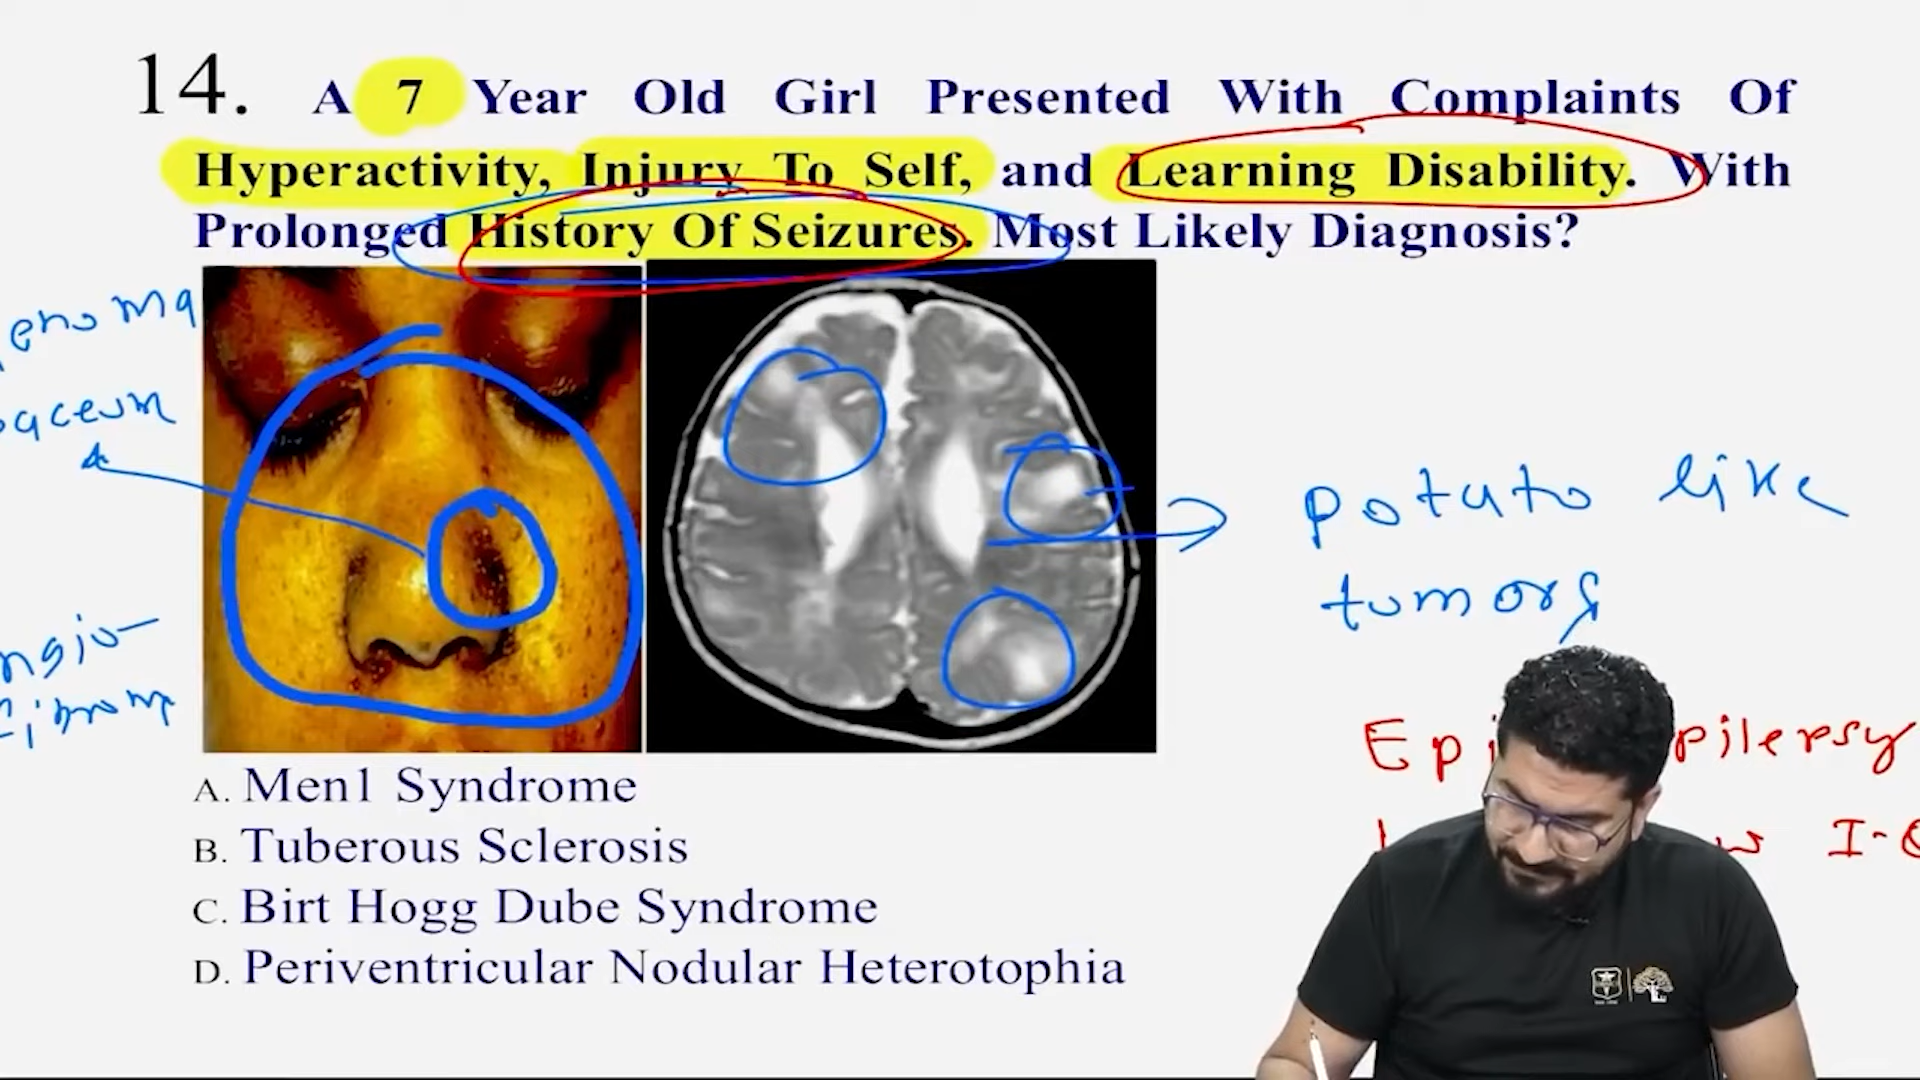 14. A 7 Year Old Girl Presented With Complaints Of
Hyperactivity, Injury To Self, and Learning Disability. With
Prolonged History Of Seizures. Most Likely Diagnosis?
potato like
tumors
A. Men1 Syndrome
B. Tuberous Sclerosis
C. Birt Hogg Dube Syndrome
D. Periventricular Nodular Heterotophia